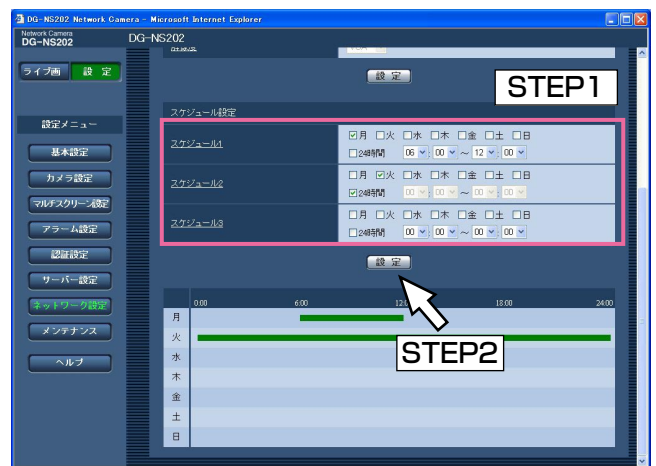 DG-NS202 Network Camera - Microsoft Internet Explorer
Network Camera
DG-NS202
DG-NS202
ライブ画 設 定
解像度 VGA
設 定
STEP1
スケジュール設定
設定メニュー
スケジュール1 月 火 水 木 金 土 日
24時間 06 : 00 ～ 12 : 00
基本設定
カメラ設定
スケジュール2 月 火 水 木 金 土 日
24時間 00 : 00 ～ 00 : 00
マルチスクリーン設定
アラーム設定
スケジュール3 月 火 水 木 金 土 日
24時間 00 : 00 ～ 00 : 00
認証設定
設 定
サーバー設定
ネットワーク設定
0:00 6:00 18:00 24:00
月
メンテナンス
火
STEP2
ヘルプ
水
木
金
土
日